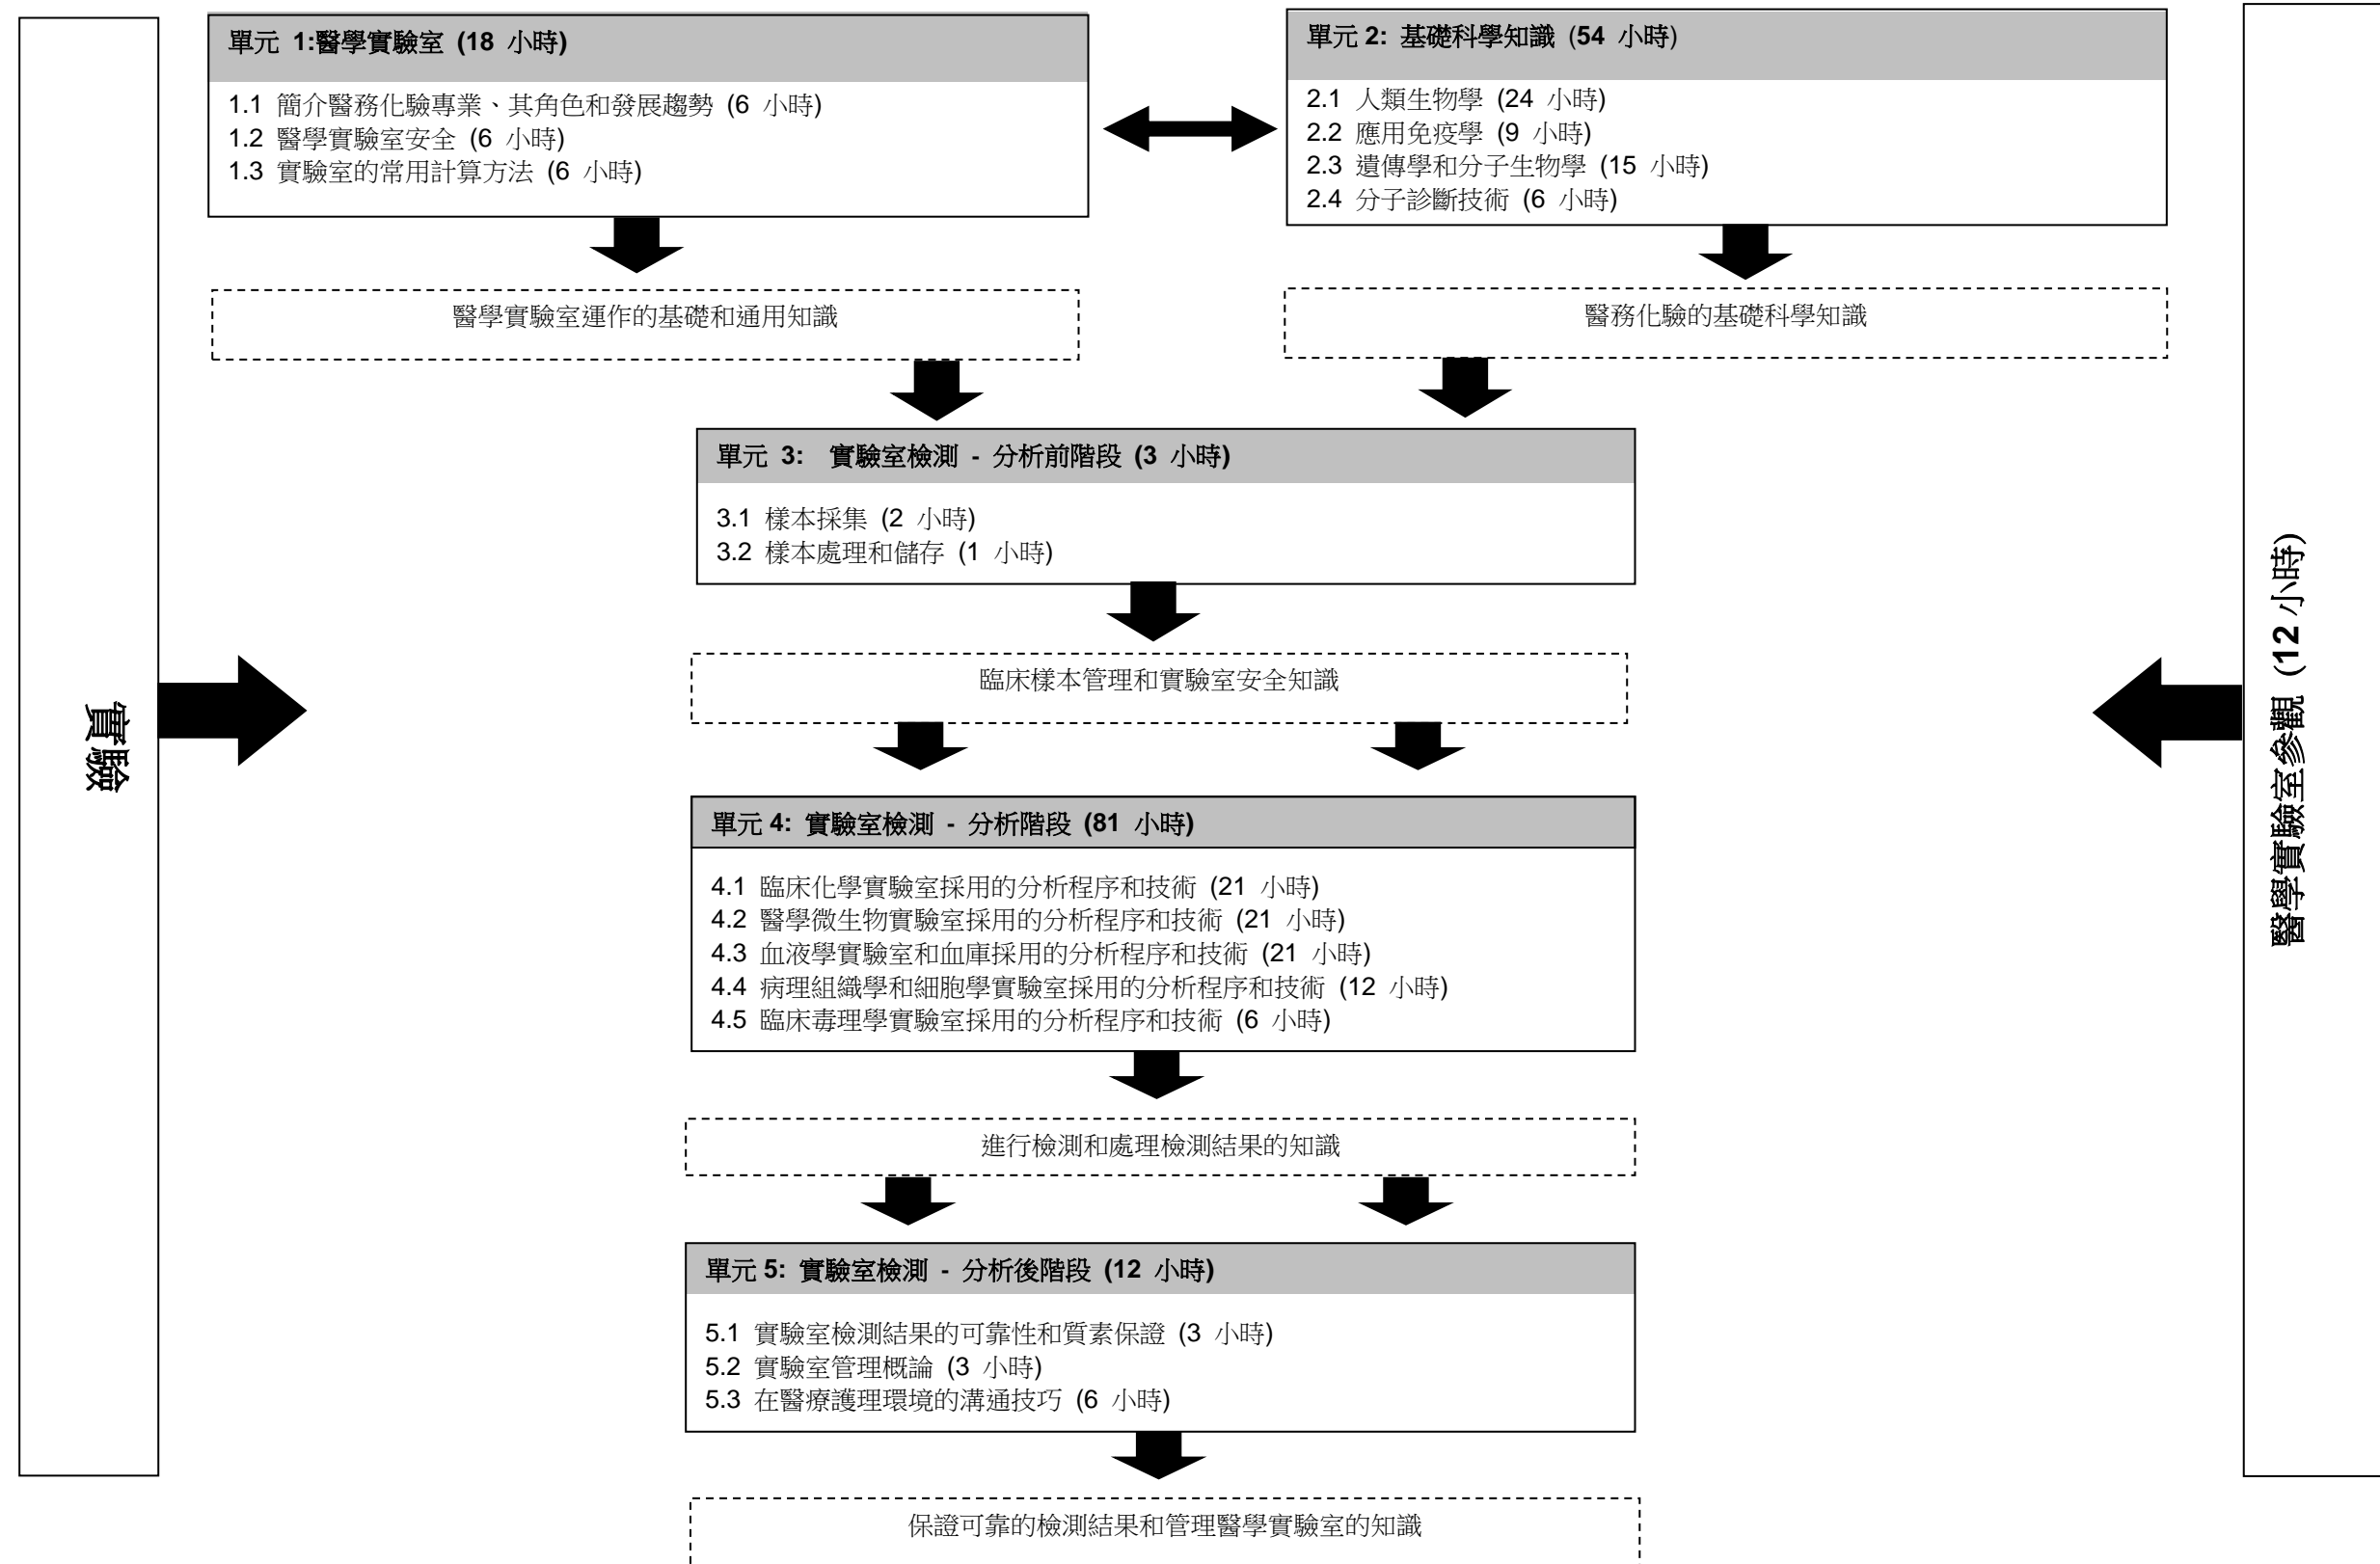 單元 1:醫學實驗室 (18 小時)
1.1 簡介醫務化驗專業、其角色和發展趨勢 (6 小時)
1.2 醫學實驗室安全 (6 小時)
1.3 實驗室的常用計算方法 (6 小時)
單元 2: 基礎科學知識 (54 小時)
2.1 人類生物學 (24 小時)
2.2 應用免疫學 (9 小時)
2.3 遺傳學和分子生物學 (15 小時)
2.4 分子診斷技術 (6 小時)
醫學實驗室運作的基礎和通用知識
醫務化驗的基礎科學知識
單元 3: 實驗室檢測 - 分析前階段 (3 小時)
3.1 樣本採集 (2 小時)
3.2 樣本處理和儲存 (1 小時)
臨床樣本管理和實驗室安全知識
實驗
醫學實驗室參觀 (12 小時)
單元 4: 實驗室檢測 - 分析階段 (81 小時)
4.1 臨床化學實驗室採用的分析程序和技術 (21 小時)
4.2 醫學微生物實驗室採用的分析程序和技術 (21 小時)
4.3 血液學實驗室和血庫採用的分析程序和技術 (21 小時)
4.4 病理組織學和細胞學實驗室採用的分析程序和技術 (12 小時)
4.5 臨床毒理學實驗室採用的分析程序和技術 (6 小時)
進行檢測和處理檢測結果的知識
單元 5: 實驗室檢測 - 分析後階段 (12 小時)
5.1 實驗室檢測結果的可靠性和質素保證 (3 小時)
5.2 實驗室管理概論 (3 小時)
5.3 在醫療護理環境的溝通技巧 (6 小時)
保證可靠的檢測結果和管理醫學實驗室的知識